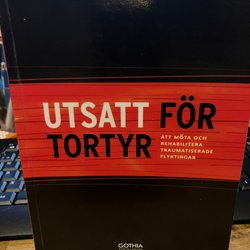 UTSATT FÖR
TORTYR
ATT MÖTA OCH
REHABILITERA
TRAUMATISERADE
FLYKTINGAR
GOTHIA